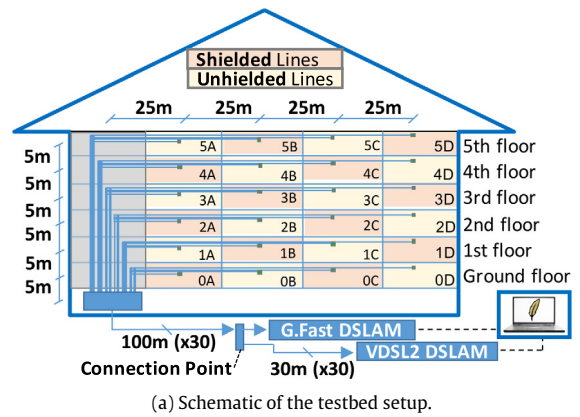 Shielded Lines
Unhielded Lines
25m 25m 25m 25m
5A 5B 5C 5D 5th floor
5m
4A 4B 4C 4D 4th floor
5m
3A 3B 3C 3D 3rd floor
5m
2A 2B 2C 2D 2nd floor
5m
1A 1B 1C 1D 1st floor
5m
0A 0B 0C 0D Ground floor
5m
G.Fast DSLAM
100m (x30)
VDSL2 DSLAM
Connection Point
30m (x30)
(a) Schematic of the testbed setup.